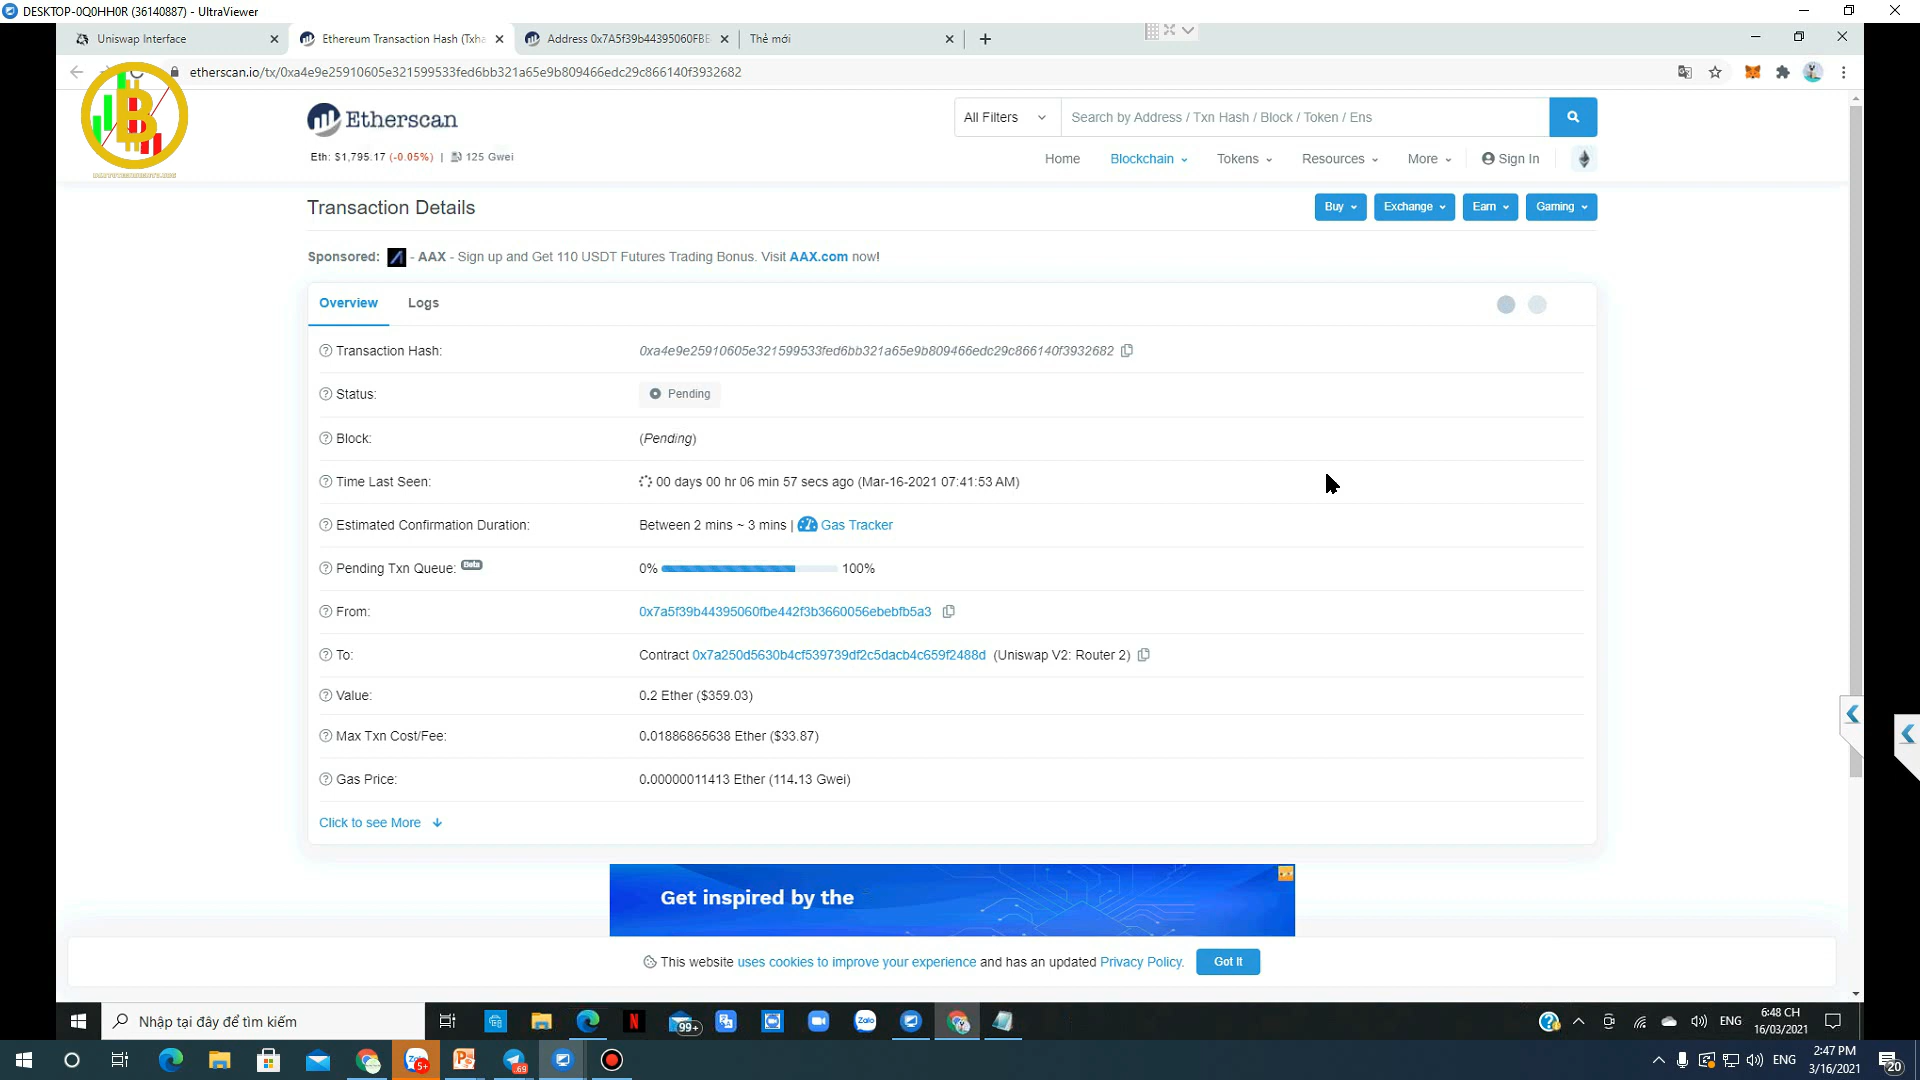 DESKTOP-0Q0HH0R (36140887) - UltraViewer
Uniswap Interface
Ethereum Transaction Hash (Txha
Address 0x7A5f39b44395060FBE
Thẻ mới
etherscan.io/tx/0xa4e9e25910605e321599533fed6bb321a65e9b809466edc29c866140f3932682
Etherscan
All Filters
Search by Address / Txn Hash / Block / Token / Ens
Eth: $1,795.17 (-0.05%) | 125 Gwei
Home
Blockchain
Tokens
Resources
More
Sign In
Transaction Details
Buy
Exchange
Earn
Gaming
Sponsored: - AAX - Sign up and Get 110 USDT Futures Trading Bonus. Visit AAX.com now!
Overview
Logs
Transaction Hash:
0xa4e9e25910605e321599533fed6bb321a65e9b809466edc29c866140f3932682
Status:
Pending
Block:
(Pending)
Time Last Seen:
00 days 00 hr 06 min 57 secs ago (Mar-16-2021 07:41:53 AM)
Estimated Confirmation Duration:
Between 2 mins ~ 3 mins | Gas Tracker
Pending Txn Queue: Beta
0% 100%
From:
0x7a5f39b44395060fbe442f3b3660056ebebfb5a3
To:
Contract 0x7a250d5630b4cf539739df2c5dacb4c659f2488d (Uniswap V2: Router 2)
Value:
0.2 Ether ($359.03)
Max Txn Cost/Fee:
0.01886865638 Ether ($33.87)
Gas Price:
0.00000011413 Ether (114.13 Gwei)
Click to see More
Get inspired by the
This website uses cookies to improve your experience and has an updated Privacy Policy.
Got It
Nhập tại đây để tìm kiếm
99+
Zalo
ENG
6:48 CH
16/03/2021
5+
69
ENG
2:47 PM
3/16/2021
20